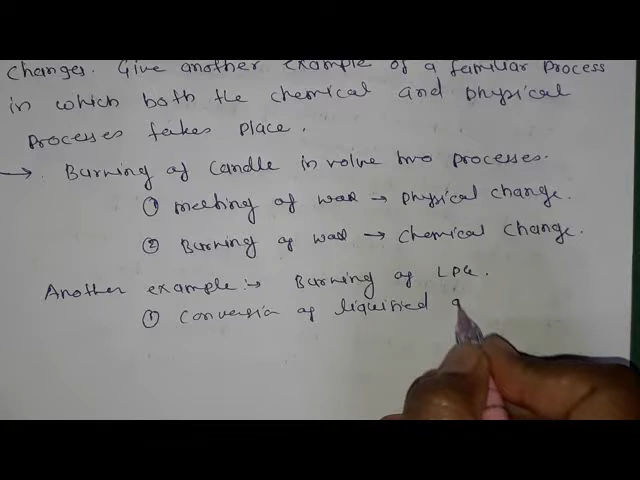 Changes. Give another example of a familiar process
in which both the chemical and physical
processes takes place.
→ Burning of Candle involve two processes.
① melting of wax → physical change.
② Burning of wax → chemical change.
Another example :→ Burning of LPG.
① Conversion of liquified g